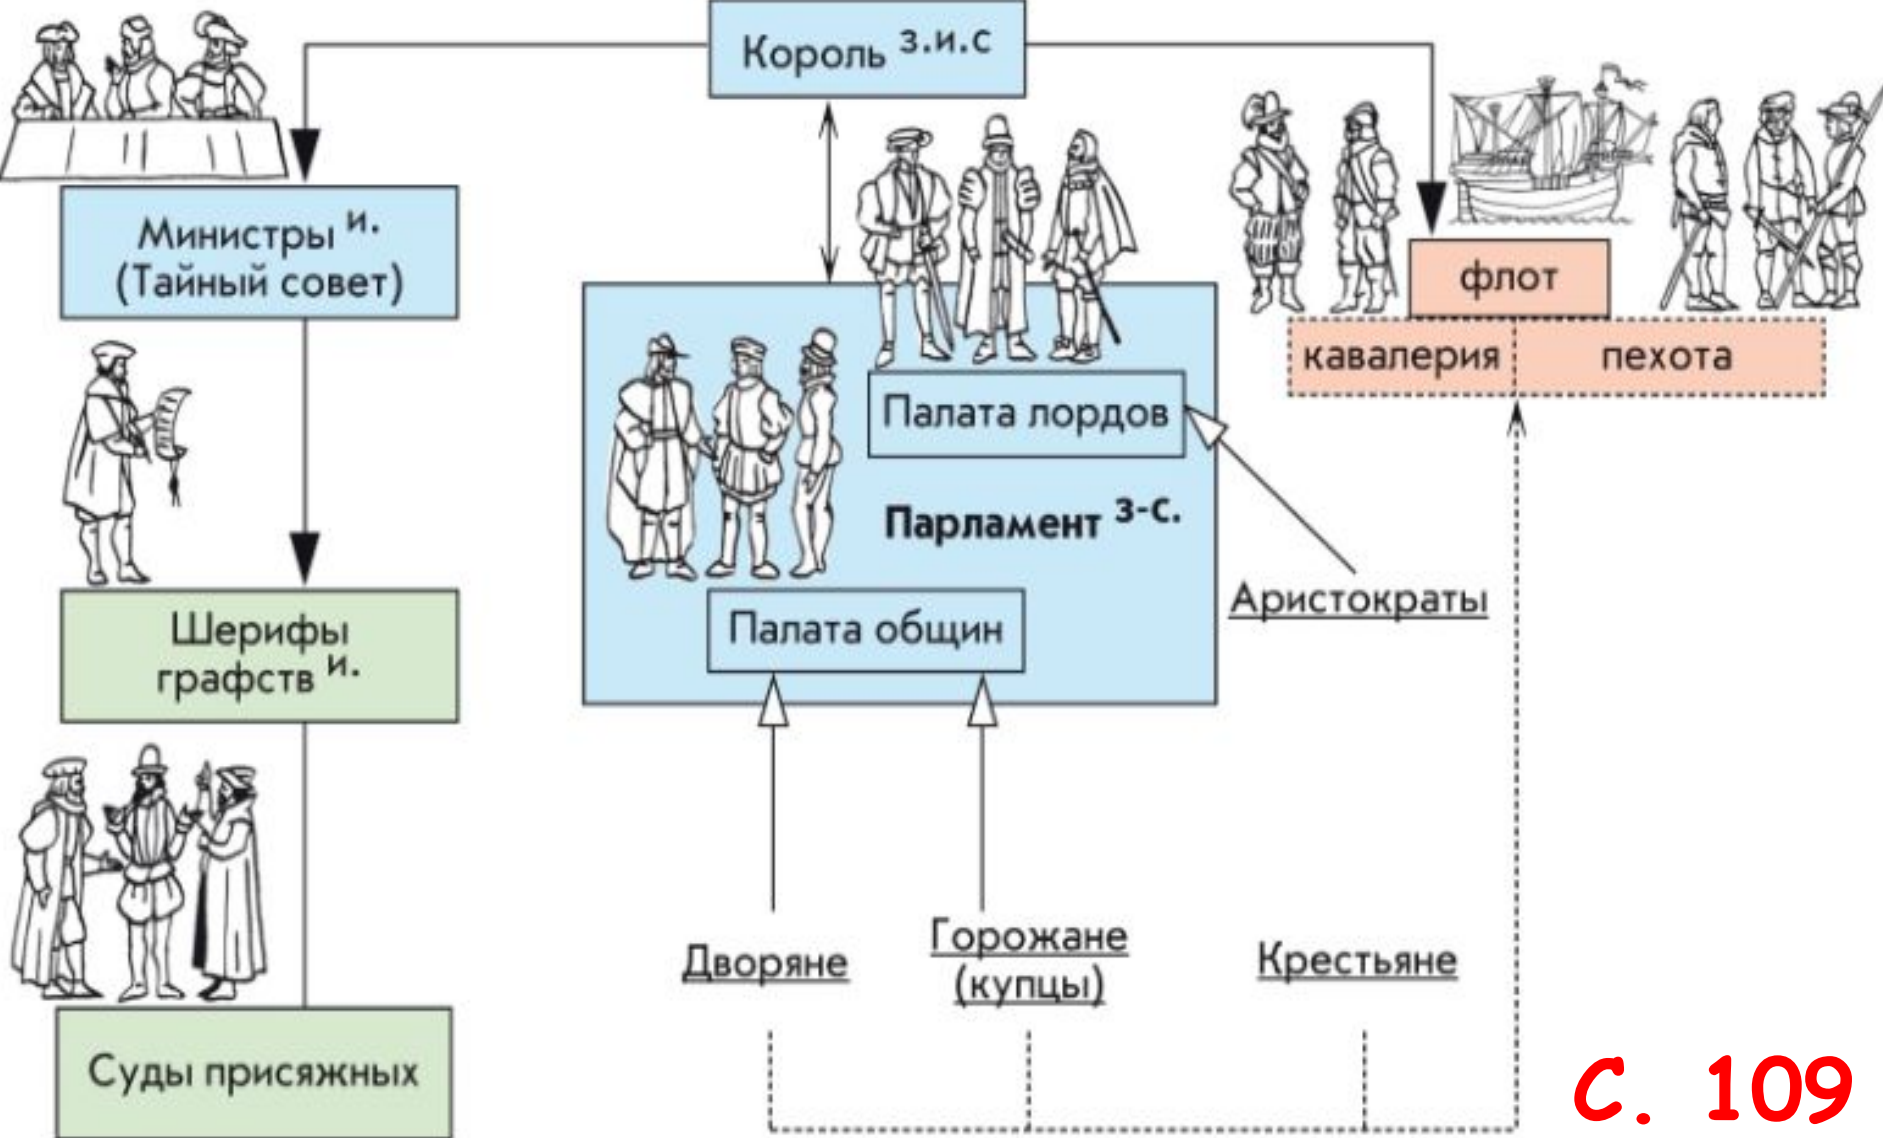 Король з.и.с
Министры и.
(Тайный совет)
флот
кавалерия
пехота
Палата лордов
Парламент з-с.
Аристократы
Шерифы
графств и.
Палата общин
Дворяне
Горожане
(купцы)
Крестьяне
Суды присяжных
С. 109